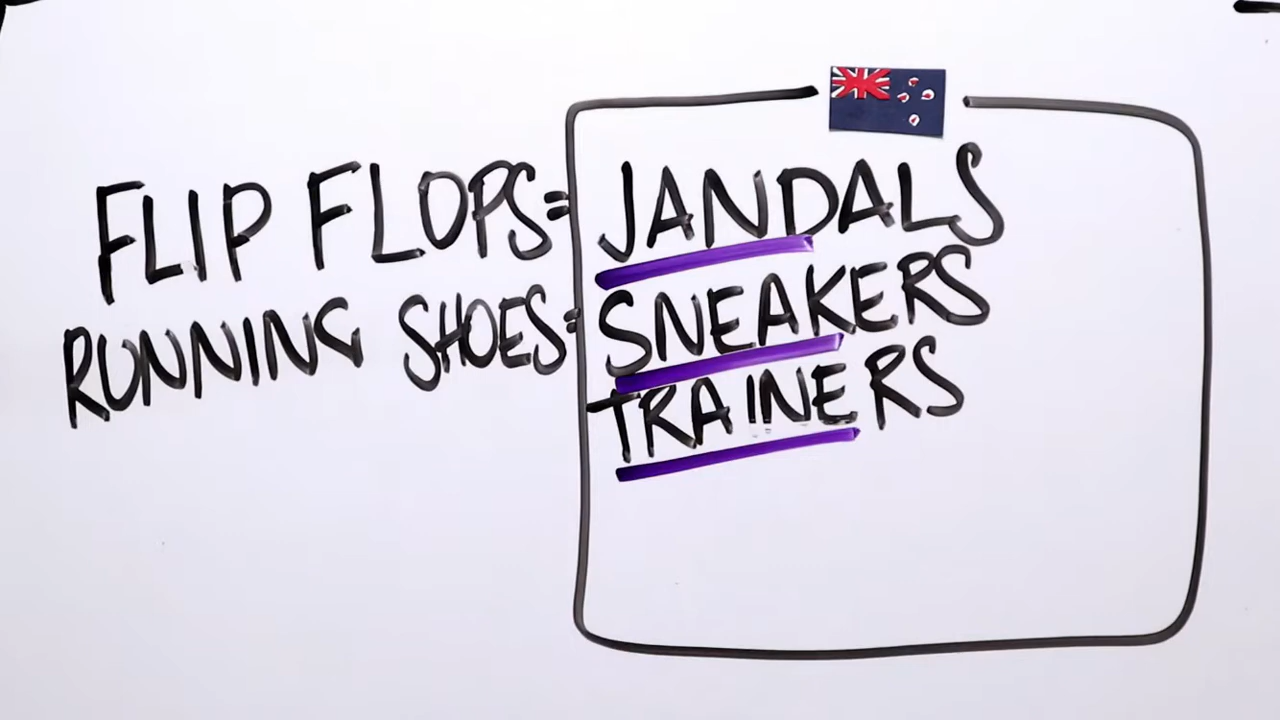 FLIP FLOPS = JANDALS
RUNNING SHOES = SNEAKERS
TRAINERS